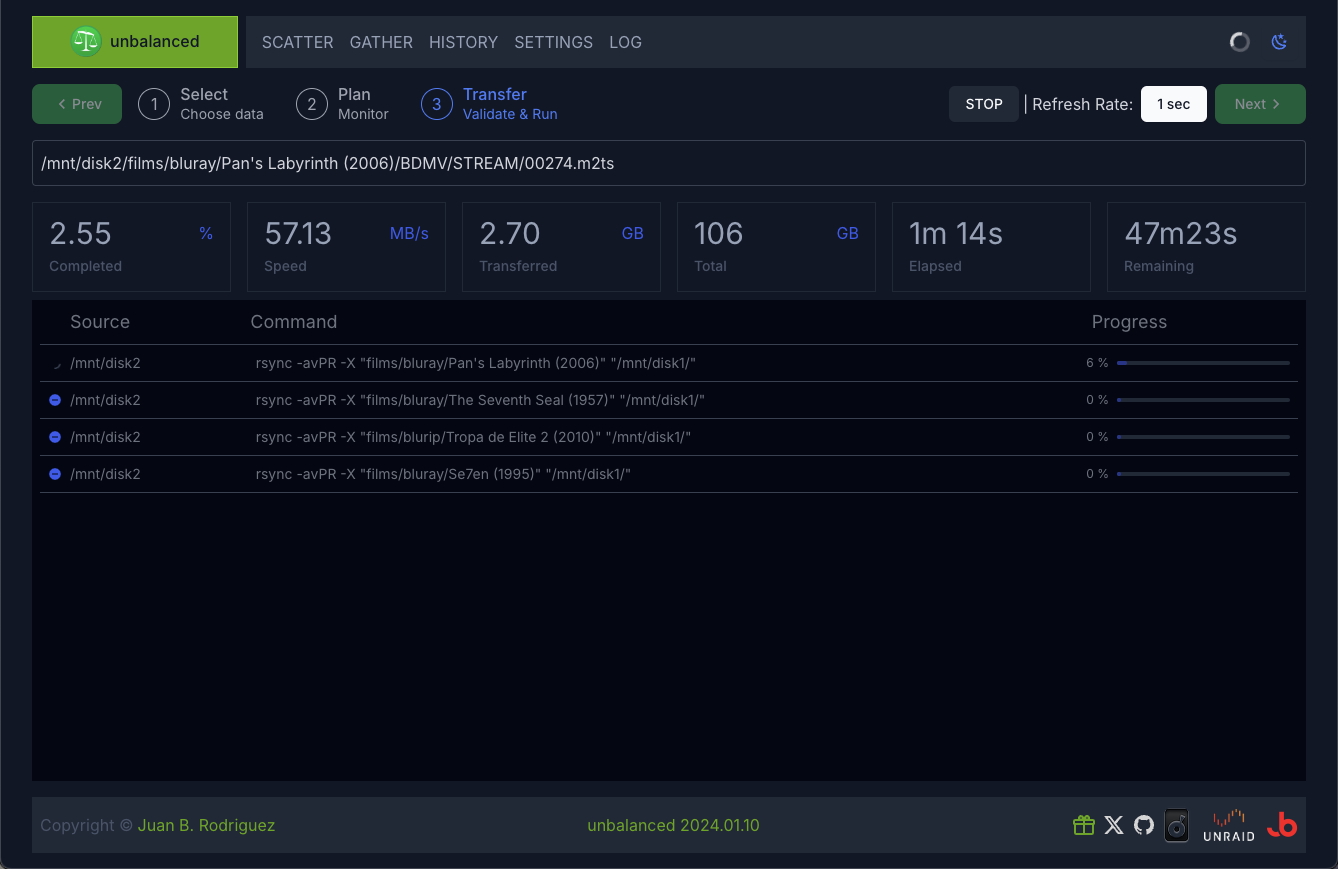 unbalanced SCATTER GATHER HISTORY SETTINGS LOG
Prev 1 Select 2 Plan 3 Transfer STOP | Refresh Rate: 1 sec Next
Choose data Monitor Validate & Run
/mnt/disk2/films/bluray/Pan's Labyrinth (2006)/BDMV/STREAM/00274.m2ts
2.55 % 57.13 MB/s 2.70 GB 106 GB 1m 14s 47m23s
Completed Speed Transferred Total Elapsed Remaining
Source Command Progress
/mnt/disk2 rsync -avPR -X "films/bluray/Pan's Labyrinth (2006)" "/mnt/disk1/" 6 %
/mnt/disk2 rsync -avPR -X "films/bluray/The Seventh Seal (1957)" "/mnt/disk1/" 0 %
/mnt/disk2 rsync -avPR -X "films/blurip/Tropa de Elite 2 (2010)" "/mnt/disk1/" 0 %
/mnt/disk2 rsync -avPR -X "films/bluray/Se7en (1995)" "/mnt/disk1/" 0 %
Copyright © Juan B. Rodriguez unbalanced 2024.01.10 UNRAID jb